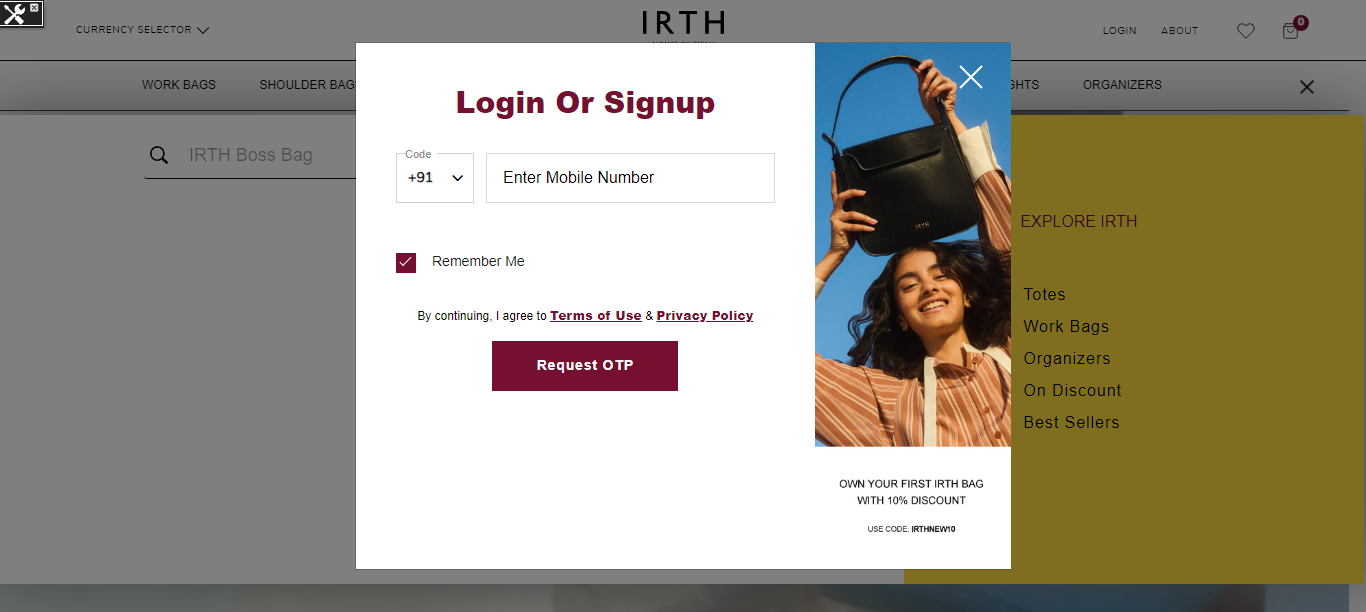 CURRENCY SELECTOR
IRTH
LOGIN
ABOUT
0
WORK BAGS
SHOULDER BAG
GHTS
ORGANIZERS
IRTH Boss Bag
Login Or Signup
Code
+91
Enter Mobile Number
Remember Me
By continuing, I agree to Terms of Use & Privacy Policy
Request OTP
IRTH
OWN YOUR FIRST IRTH BAG
WITH 10% DISCOUNT
USE CODE: IRTHNEW10
EXPLORE IRTH
Totes
Work Bags
Organizers
On Discount
Best Sellers